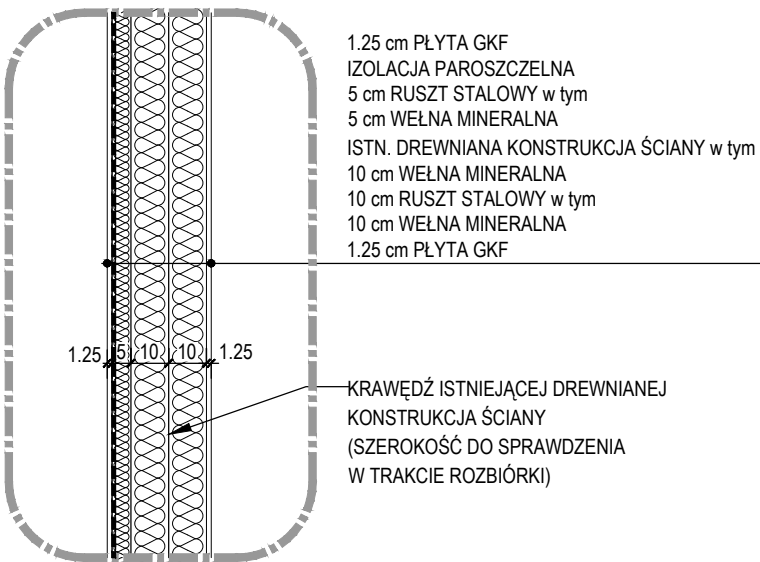 1.25 cm PŁYTA GKF
IZOLACJA PAROSZCZELNA
5 cm RUSZT STALOWY w tym
5 cm WEŁNA MINERALNA
ISTN. DREWNIANA KONSTRUKCJA ŚCIANY w tym
10 cm WEŁNA MINERALNA
10 cm RUSZT STALOWY w tym
10 cm WEŁNA MINERALNA
1.25 cm PŁYTA GKF
1.25 5 10 10 1.25
KRAWĘDŹ ISTNIEJĄCEJ DREWNIANEJ
KONSTRUKCJA ŚCIANY
(SZEROKOŚĆ DO SPRAWDZENIA
W TRAKCIE ROZBIÓRKI)